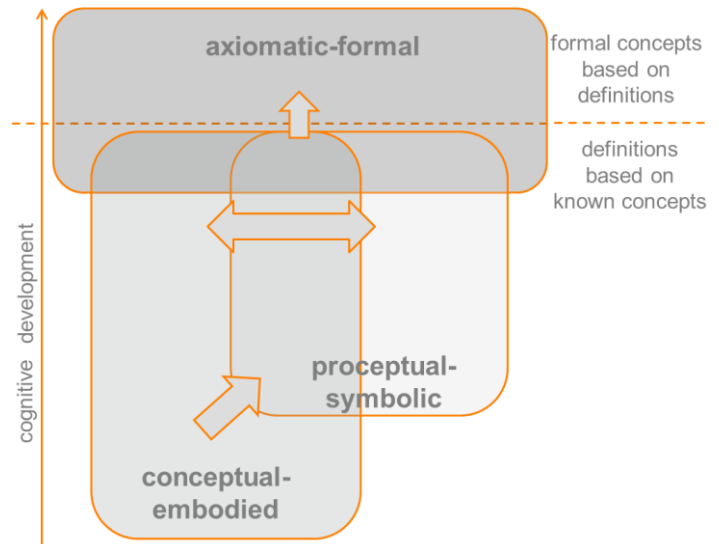 axiomatic-formal
formal concepts
based on
definitions
definitions
based on
known concepts
cognitive development
proceptual-
symbolic
conceptual-
embodied